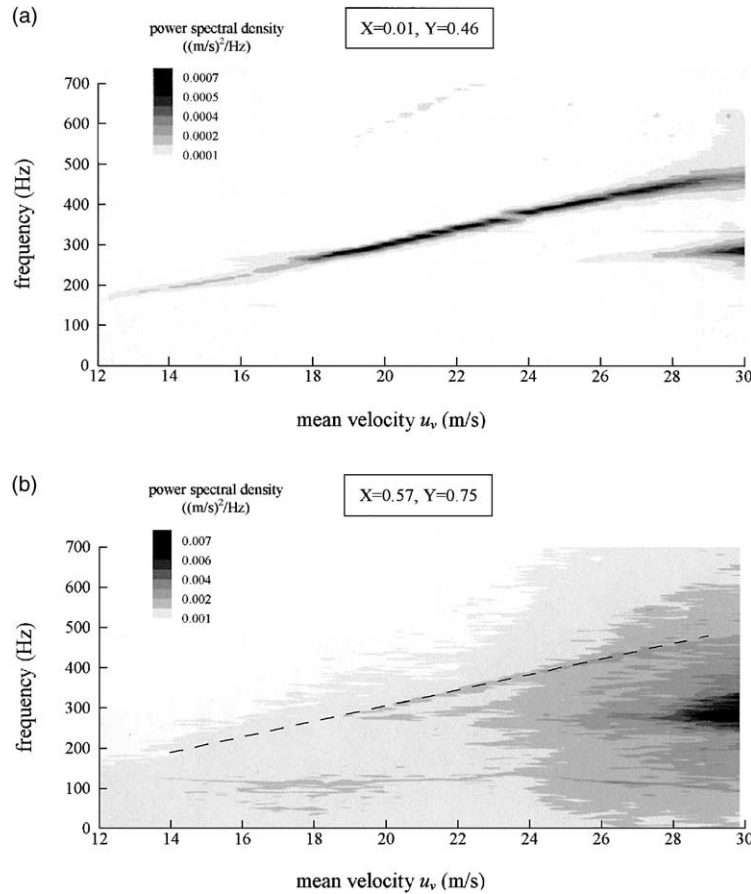 (a)
power spectral density
((m/s)²/Hz)
X=0.01, Y=0.46
0.0007
0.0005
0.0004
0.0002
0.0001
700
600
500
400
300
200
100
0
frequency (Hz)
12 14 16 18 20 22 24 26 28 30
mean velocity uᵥ (m/s)
(b)
power spectral density
((m/s)²/Hz)
X=0.57, Y=0.75
0.007
0.006
0.004
0.002
0.001
700
600
500
400
300
200
100
0
frequency (Hz)
12 14 16 18 20 22 24 26 28 30
mean velocity uᵥ (m/s)